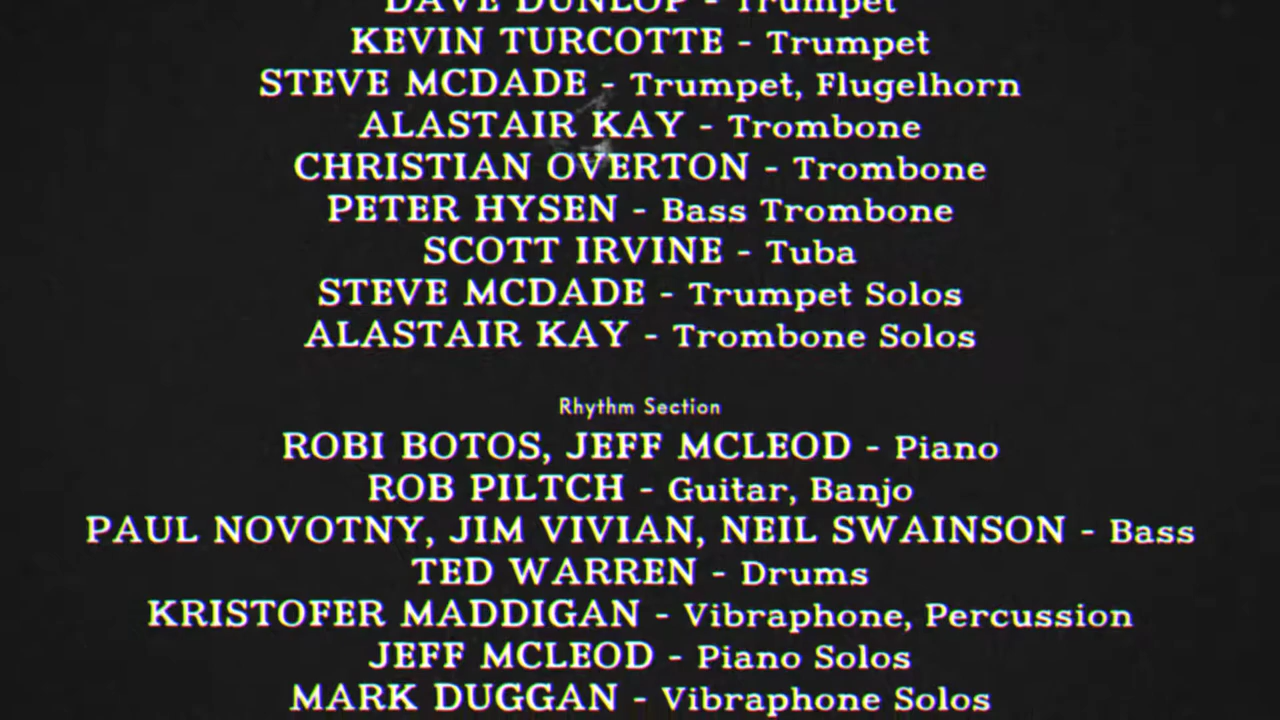 DAVE DUNLOP - Trumpet
KEVIN TURCOTTE - Trumpet
STEVE MCDADE - Trumpet, Flugelhorn
ALASTAIR KAY - Trombone
CHRISTIAN OVERTON - Trombone
PETER HYSEN - Bass Trombone
SCOTT IRVINE - Tuba
STEVE MCDADE - Trumpet Solos
ALASTAIR KAY - Trombone Solos
Rhythm Section
ROBI BOTOS, JEFF MCLEOD - Piano
ROB PILTCH - Guitar, Banjo
PAUL NOVOTNY, JIM VIVIAN, NEIL SWAINSON - Bass
TED WARREN - Drums
KRISTOFER MADDIGAN - Vibraphone, Percussion
JEFF MCLEOD - Piano Solos
MARK DUGGAN - Vibraphone Solos